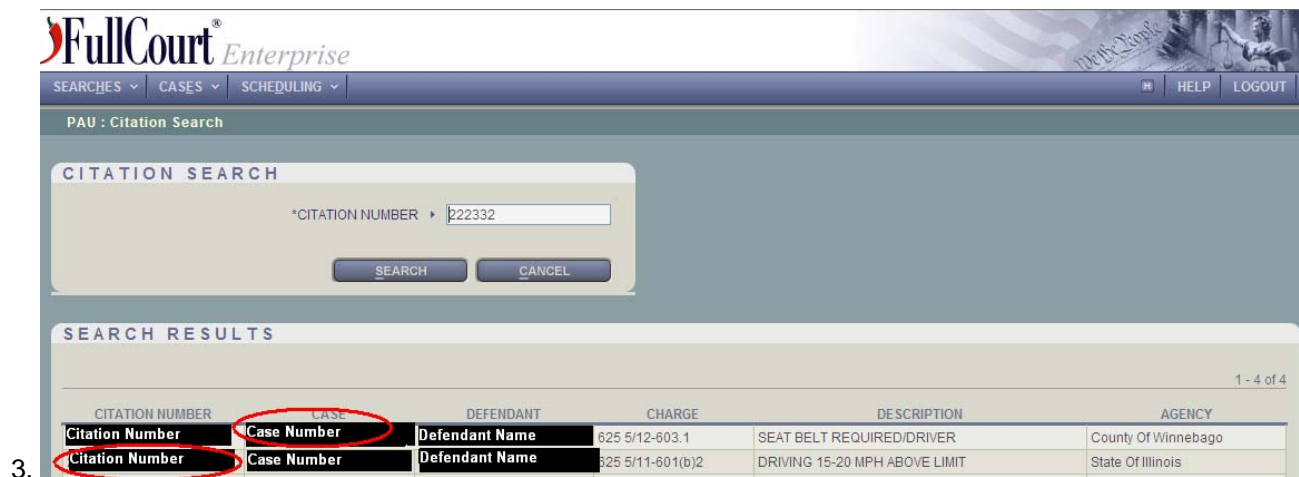 FullCourt® Enterprise
We the People
SEARCHES CASES SCHEDULING H HELP LOGOUT
PAU : Citation Search
CITATION SEARCH
*CITATION NUMBER 222332
SEARCH CANCEL
SEARCH RESULTS
1 - 4 of 4
CITATION NUMBER CASE DEFENDANT CHARGE DESCRIPTION AGENCY
Citation Number Case Number Defendant Name 625 5/12-603.1 SEAT BELT REQUIRED/DRIVER County Of Winnebago
3. Citation Number Case Number Defendant Name 625 5/11-601(b)2 DRIVING 15-20 MPH ABOVE LIMIT State Of Illinois